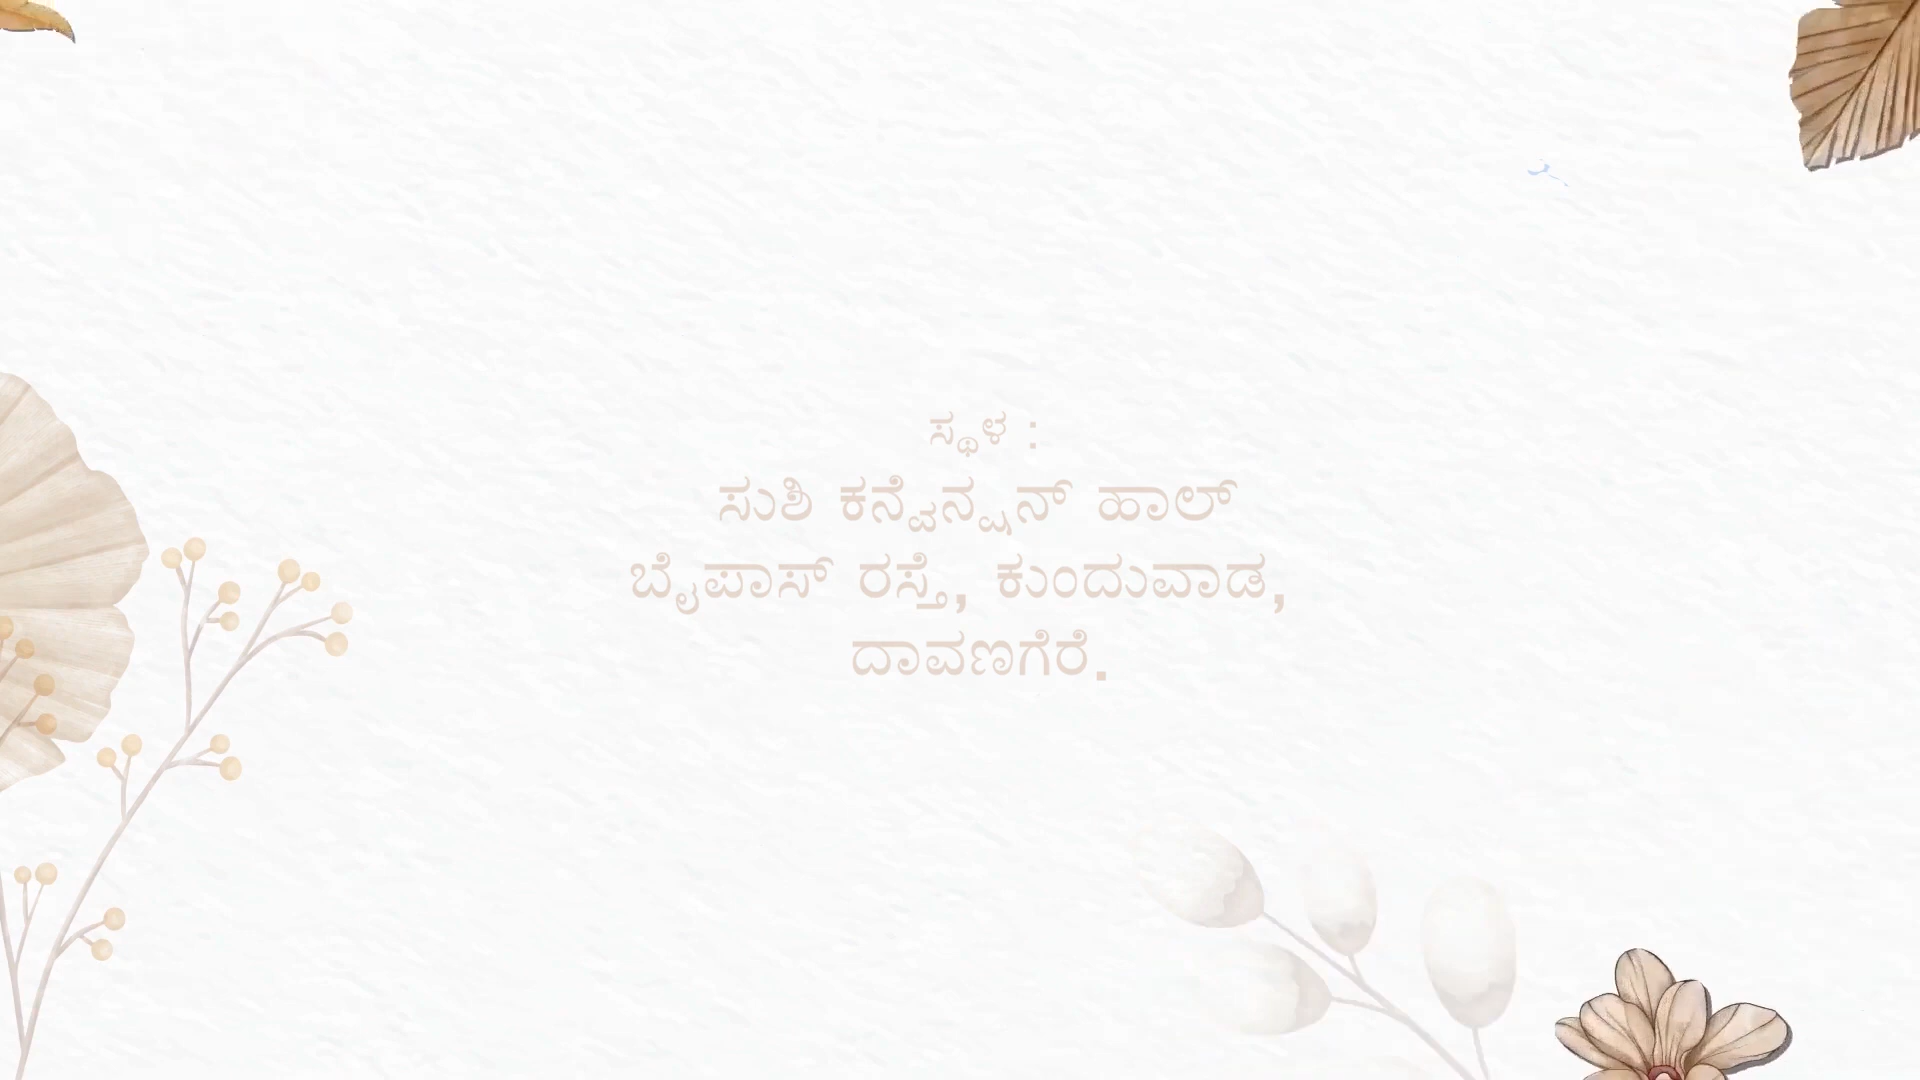 ಸ್ಥಳ :
ಸುಶಿ ಕನ್ವೆನ್ಷನ್ ಹಾಲ್
ಬೈಪಾಸ್ ರಸ್ತೆ, ಕುಂದುವಾಡ,
ದಾವಣಗೆರೆ.